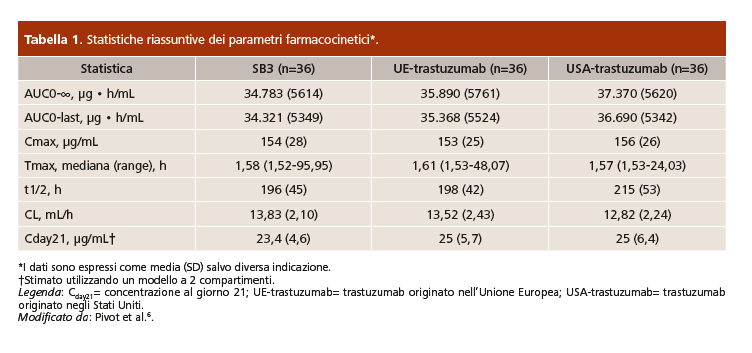 Tabella 1. Statistiche riassuntive dei parametri farmacocinetici*.
Statistica SB3 (n=36) UE-trastuzumab (n=36) USA-trastuzumab (n=36)
AUC0-∞, µg • h/mL 34.783 (5614) 35.890 (5761) 37.370 (5620)
AUC0-last, µg • h/mL 34.321 (5349) 35.368 (5524) 36.690 (5342)
Cmax, µg/mL 154 (28) 153 (25) 156 (26)
Tmax, mediana (range), h 1,58 (1,52-95,95) 1,61 (1,53-48,07) 1,57 (1,53-24,03)
t1/2, h 196 (45) 198 (42) 215 (53)
CL, mL/h 13,83 (2,10) 13,52 (2,43) 12,82 (2,24)
Cday21, µg/mL† 23,4 (4,6) 25 (5,7) 25 (6,4)
*I dati sono espressi come media (SD) salvo diversa indicazione.
†Stimato utilizzando un modello a 2 compartimenti.
Legenda: Cday21= concentrazione al giorno 21; UE-trastuzumab= trastuzumab originato nell'Unione Europea; USA-trastuzumab= trastuzumab
originato negli Stati Uniti.
Modificato da: Pivot et al.⁶.